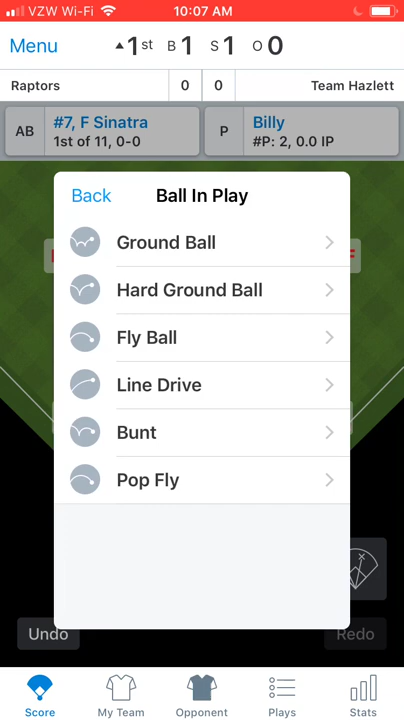 VZW Wi-Fi 10:07 AM
Menu ▲1st B 1 S 1 O 0
Raptors 0 0 Team Hazlett
AB #7, F Sinatra P Billy
1st of 11, 0-0 #P: 2, 0.0 IP
Back Ball In Play
Ground Ball
Hard Ground Ball
Fly Ball
Line Drive
Bunt
Pop Fly
Undo Redo
Score My Team Opponent Plays Stats